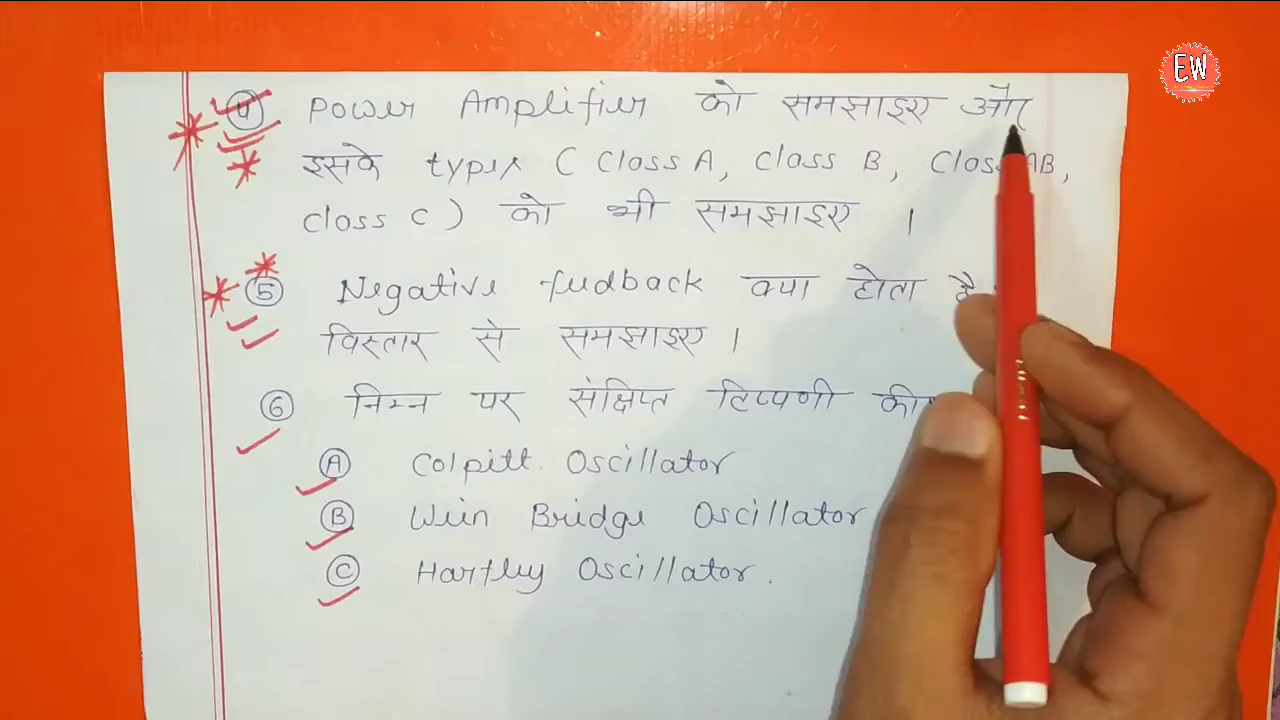 EW
④ Power Amplifier को समझाइए और
इसके types ( Class A, Class B, Class AB,
Class C ) को भी समझाइए ।
⑤ Negative feedback क्या होता है
विस्तार से समझाइए ।
⑥ निम्न पर संक्षिप्त टिप्पणी
Ⓐ Colpitt. Oscillator
Ⓑ Wein Bridge Oscillator
Ⓒ Hartley Oscillator.